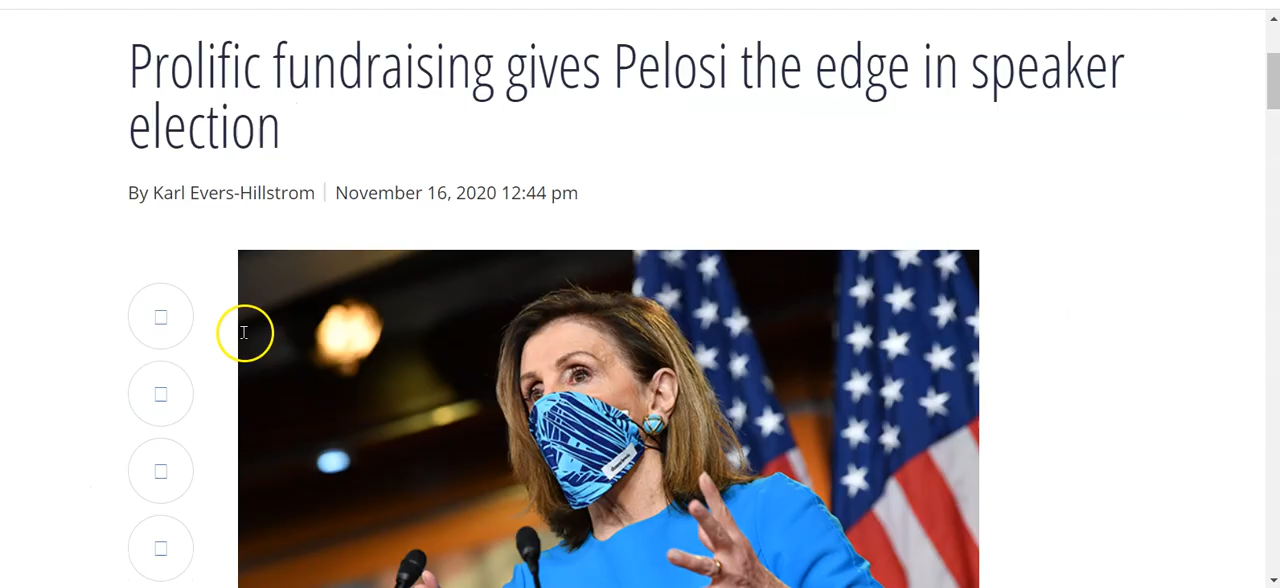 Prolific fundraising gives Pelosi the edge in speaker
election
By Karl Evers-Hillstrom | November 16, 2020 12:44 pm